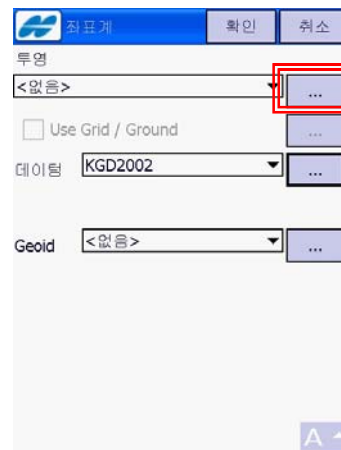 좌표계 확인 취소
투영
<없음> ...
Use Grid / Ground ...
데이텀 KGD2002 ...
Geoid <없음> ...
A